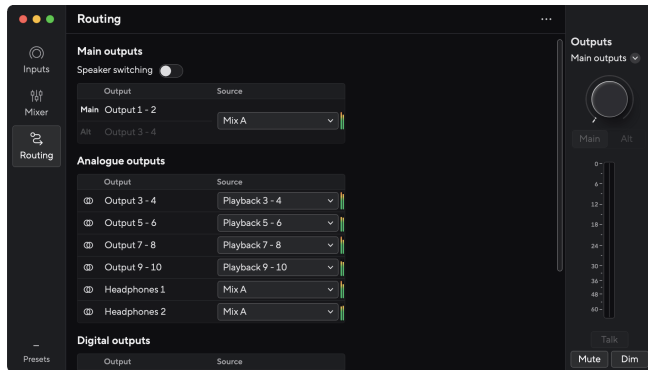 Routing
...
Inputs
Mixer
Routing
Presets
Main outputs
Speaker switching
Output Source
Main Output 1 - 2
Mix A
Alt Output 3 - 4
Analogue outputs
Output Source
Output 3 - 4 Playback 3 - 4
Output 5 - 6 Playback 5 - 6
Output 7 - 8 Playback 7 - 8
Output 9 - 10 Playback 9 - 10
Headphones 1 Mix A
Headphones 2 Mix A
Digital outputs
Output Source
Outputs
Main outputs
Main Alt
0
6
12
18
24
30
36
48
60
Talk
Mute Dim